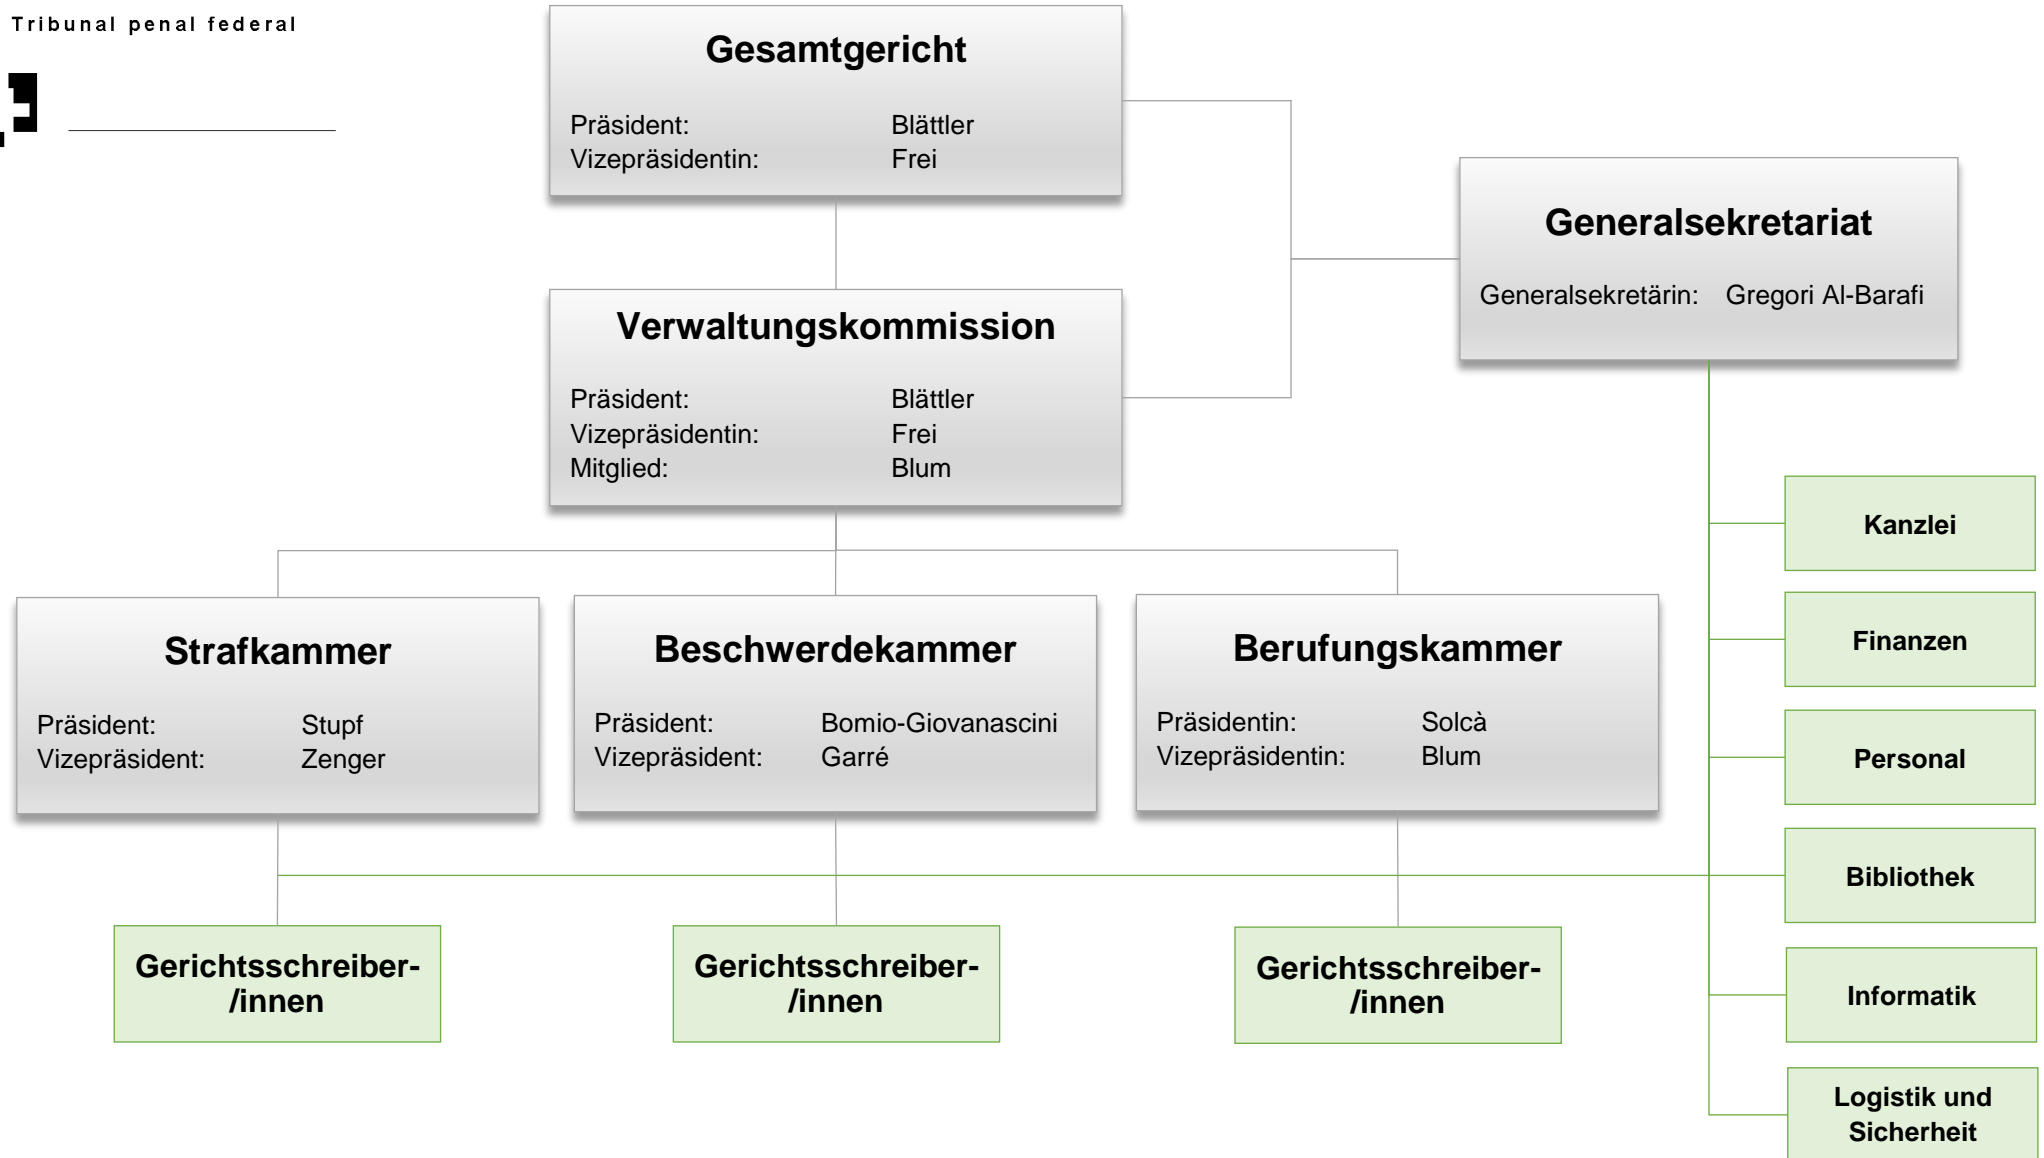 Tribunal penal federal
Gesamtgericht
Präsident: Blättler
Vizepräsidentin: Frei
Generalsekretariat
Generalsekretärin: Gregori Al-Barafi
Verwaltungskommission
Präsident: Blättler
Vizepräsidentin: Frei
Mitglied: Blum
Strafkammer
Präsident: Stupf
Vizepräsident: Zenger
Beschwerdekammer
Präsident: Bomio-Giovanascini
Vizepräsident: Garré
Berufungskammer
Präsidentin: Solcà
Vizepräsidentin: Blum
Kanzlei
Finanzen
Personal
Bibliothek
Informatik
Logistik und
Sicherheit
Gerichtsschreiber-
/innen
Gerichtsschreiber-
/innen
Gerichtsschreiber-
/innen